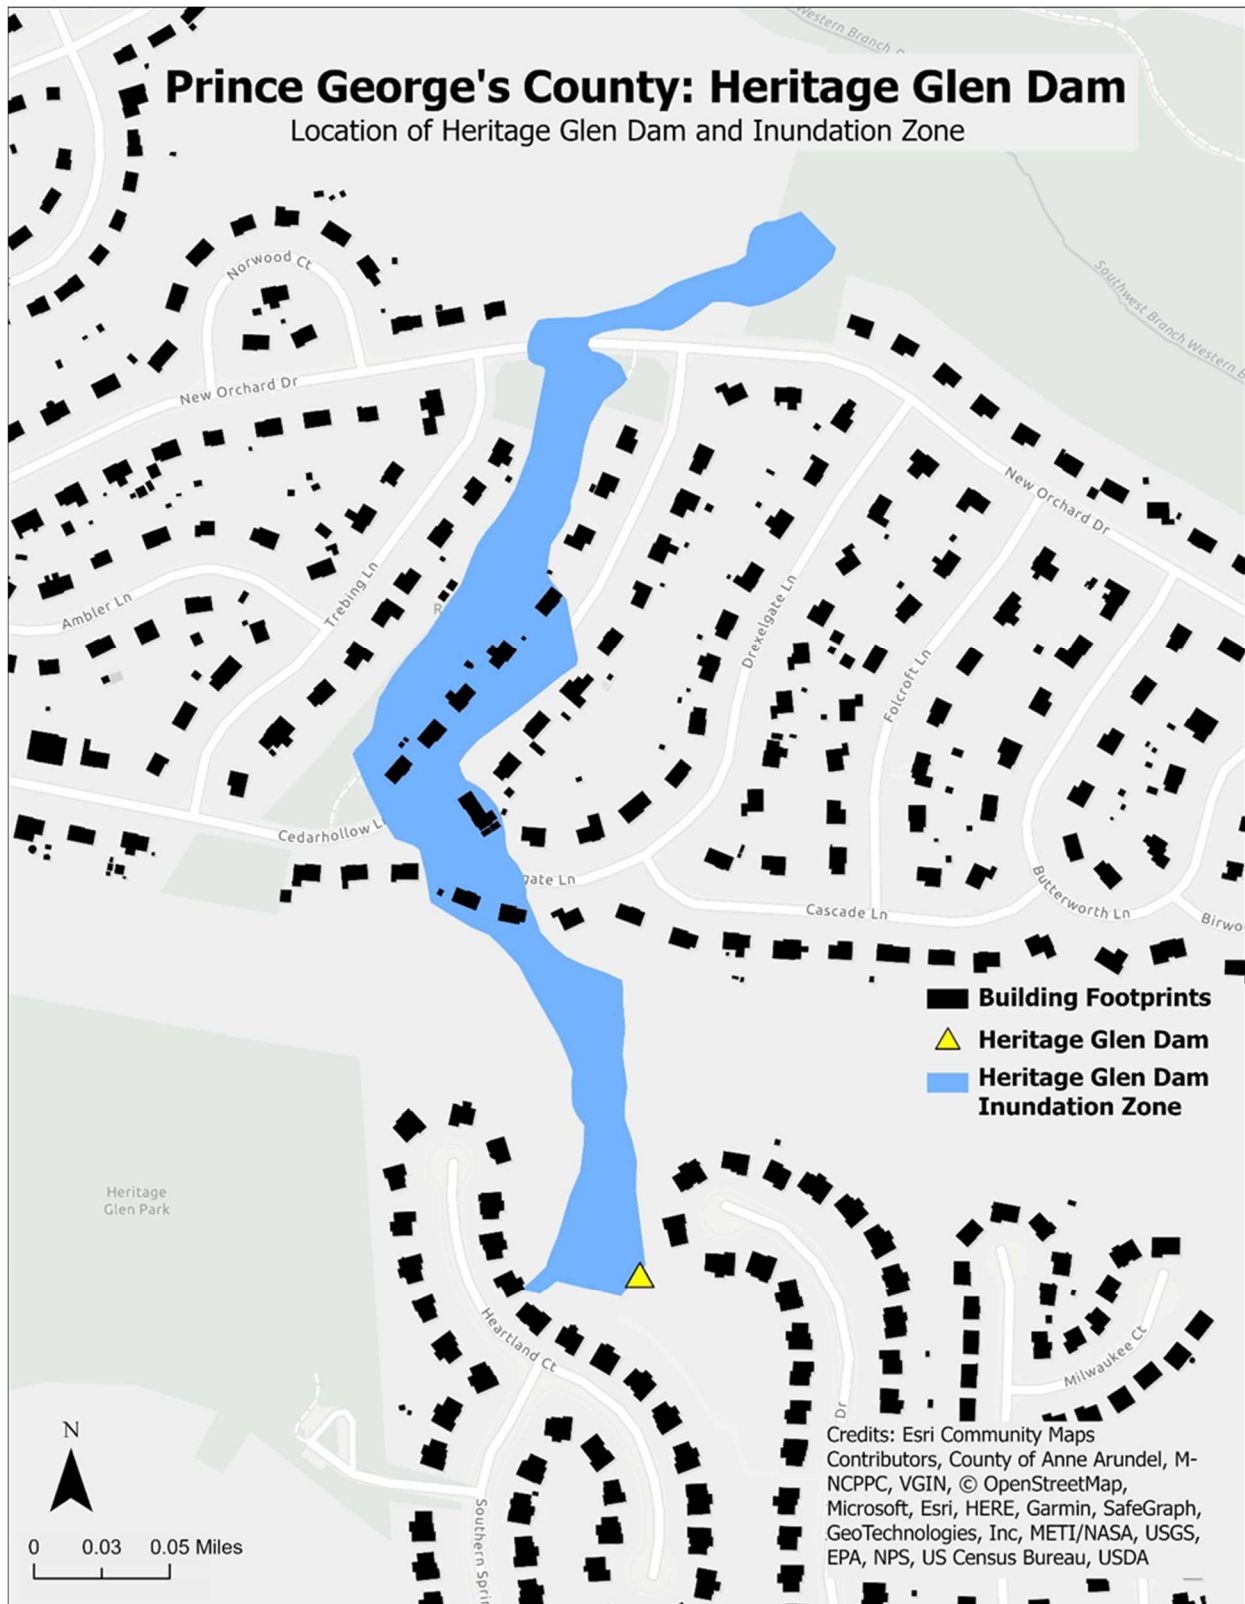 Western Branch
Prince George's County: Heritage Glen Dam
Location of Heritage Glen Dam and Inundation Zone
Norwood Ct
Southwest Branch Western B
New Orchard Dr
New Orchard Dr
Ambler Ln
Trebing Ln
R
Drexelgate Ln
Folcroft Ln
Cedarhollow L
gate Ln
Cascade Ln
Butterworth Ln
Birwo
Building Footprints
Heritage Glen Dam
Heritage Glen Dam
Inundation Zone
Heritage
Glen Park
Heartland Ct
Milwaukee Ct
Dr
Southern Sprin
N
0 0.03 0.05 Miles
Credits: Esri Community Maps
Contributors, County of Anne Arundel, M-
NCPPC, VGIN, © OpenStreetMap,
Microsoft, Esri, HERE, Garmin, SafeGraph,
GeoTechnologies, Inc, METI/NASA, USGS,
EPA, NPS, US Census Bureau, USDA